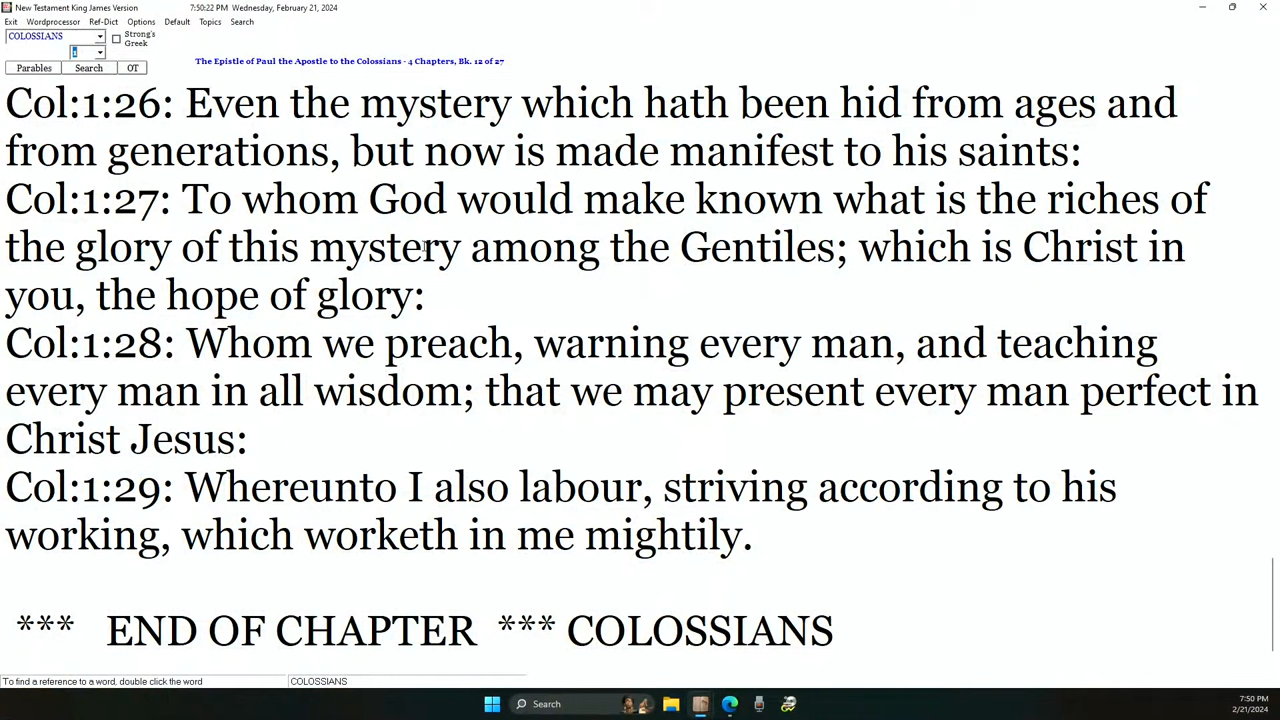 New Testament King James Version 7:50:22 PM Wednesday, February 21, 2024
Exit Wordprocessor Ref-Dict Options Default Topics Search
COLOSSIANS
Strong's
Greek
1
Parables Search OT
The Epistle of Paul the Apostle to the Colossians - 4 Chapters, Bk. 12 of 27
Col:1:26: Even the mystery which hath been hid from ages and
from generations, but now is made manifest to his saints:
Col:1:27: To whom God would make known what is the riches of
the glory of this mystery among the Gentiles; which is Christ in
you, the hope of glory:
Col:1:28: Whom we preach, warning every man, and teaching
every man in all wisdom; that we may present every man perfect in
Christ Jesus:
Col:1:29: Whereunto I also labour, striving according to his
working, which worketh in me mightily.
*** END OF CHAPTER *** COLOSSIANS
To find a reference to a word, double click the word COLOSSIANS
Search
7:50 PM
2/21/2024